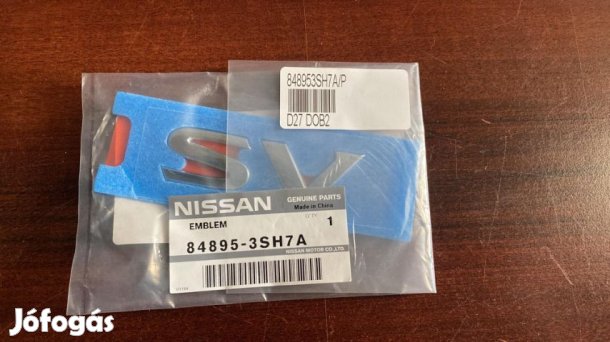 848953SH7A/P
D27 DOB2
SV
NISSAN
GENUINE PARTS
Made in China
EMBLEM
Q'TY
1
84895-3SH7A
NISSAN MOTOR CO.,LTD.
Jófogás